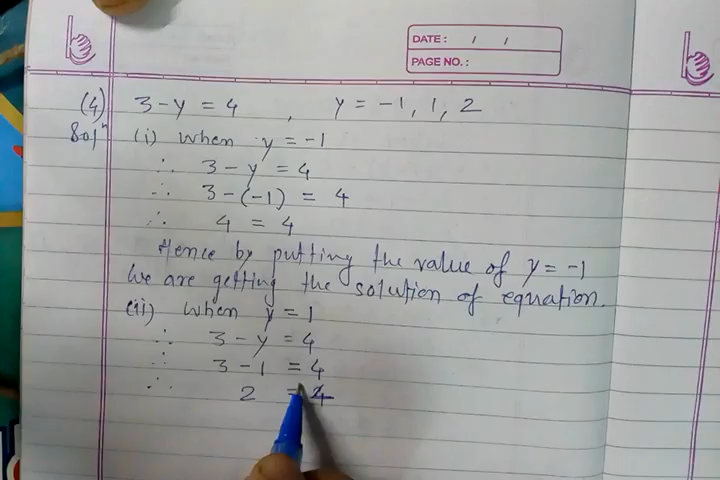 DATE : / /
PAGE NO. :
(4) 3 - y = 4 , y = -1, 1, 2
Solⁿ (i) when y = -1
∴ 3 - y = 4
∴ 3 - (-1) = 4
∴ 4 = 4
Hence by putting the value of y = -1
We are getting the solution of equation.
(ii) when y = 1
∴ 3 - y = 4
∴ 3 - 1 = 4
∴ 2 = 4